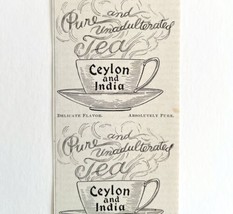 Pure and
Unadulterated
Tea
Ceylon
and
India
Delicate Flavor. Absolutely Pure.
Pure and
Unadulterated
Tea
Ceylon
and
India